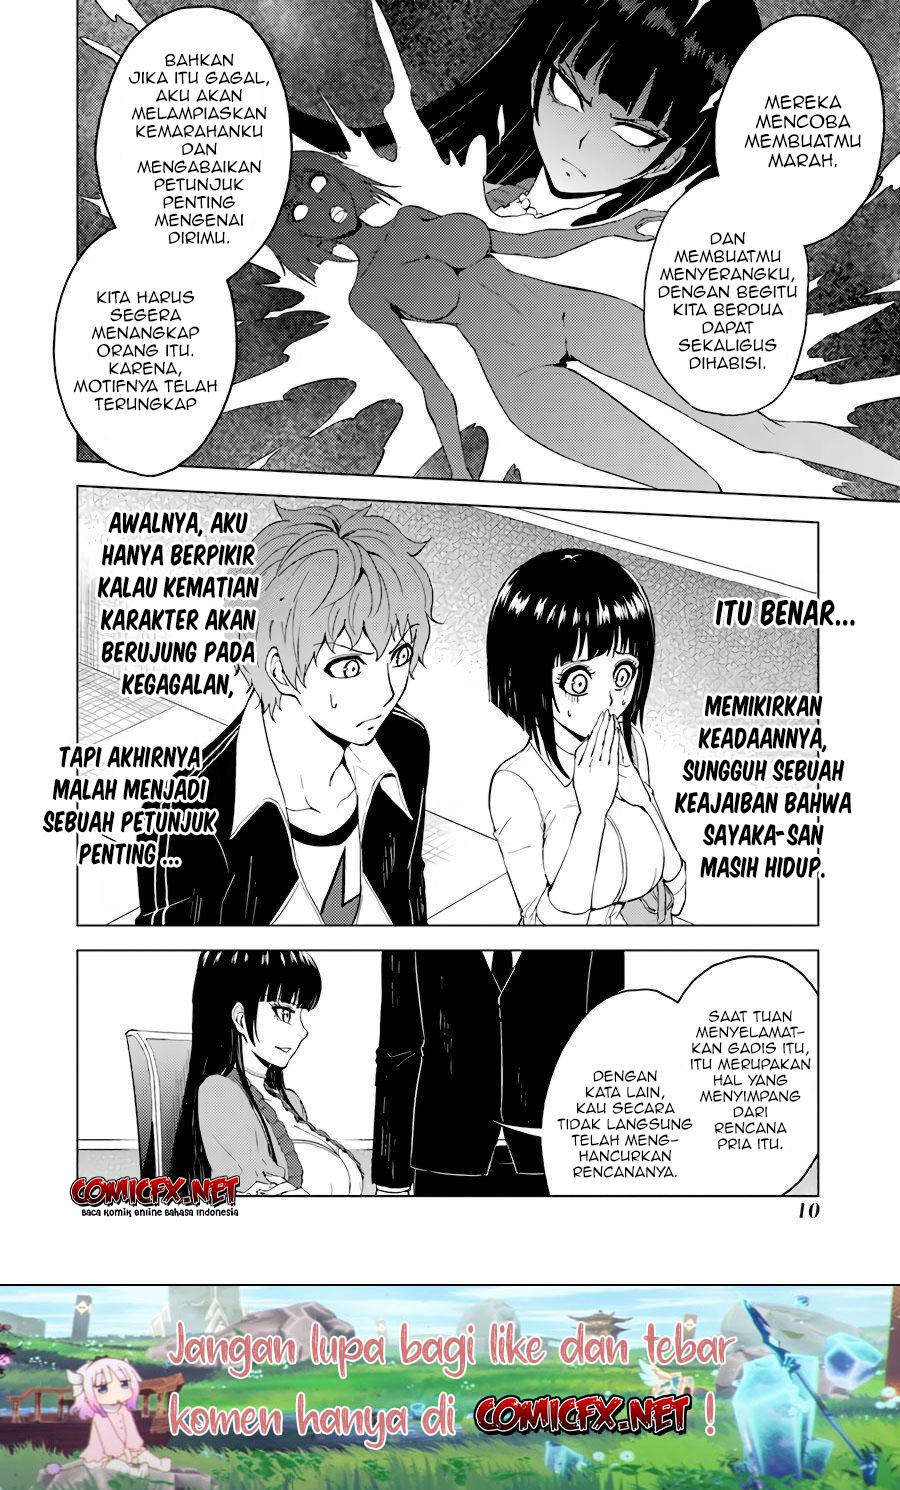 MEREKA
MENCOBA
MEMBUATMU
MARAH.
DAN
MEMBUATMU
MENYERANGKU,
DENGAN BEGITU
KITA BERDUA
DAPAT
SEKALIGUS
DIHABISI.
BAHKAN
JIKA ITU GAGAL,
AKU AKAN
MELAMPIASKAN
KEMARAHANKU
DAN
MENGABAIKAN
PETUNJUK
PENTING
MENGENAI
DIRIMU.
KITA HARUS
SEGERA
MENANGKAP
ORANG ITU.
KARENA,
MOTIFNYA TELAH
TERUNGKAP
ITU BENAR...
MEMIKIRKAN
KEADAANNYA,
SUNGGUH SEBUAH
KEAJAIBAN BAHWA
SAYAKA-SAN
MASIH HIDUP.
AWALNYA, AKU
HANYA BERPIKIR
KALAU KEMATIAN
KARAKTER AKAN
BERUJUNG PADA
KEGAGALAN,
TAPI AKHIRNYA
MALAH MENJADI
SEBUAH PETUNJUK
PENTING ...
SAAT TUAN
MENYELAMAT-
KAN GADIS ITU,
ITU MERUPAKAN
HAL YANG
MENYIMPANG
DARI
RENCANA
PRIA ITU.
DENGAN
KATA LAIN,
KAU SECARA
TIDAK LANGSUNG
TELAH MENG-
HANCURKAN
RENCANANYA.
COMICFX.NET
Baca Komik Online Bahasa Indonesia
10
Jangan lupa bagi like dan tebar
komen hanya di COMICFX.NET !